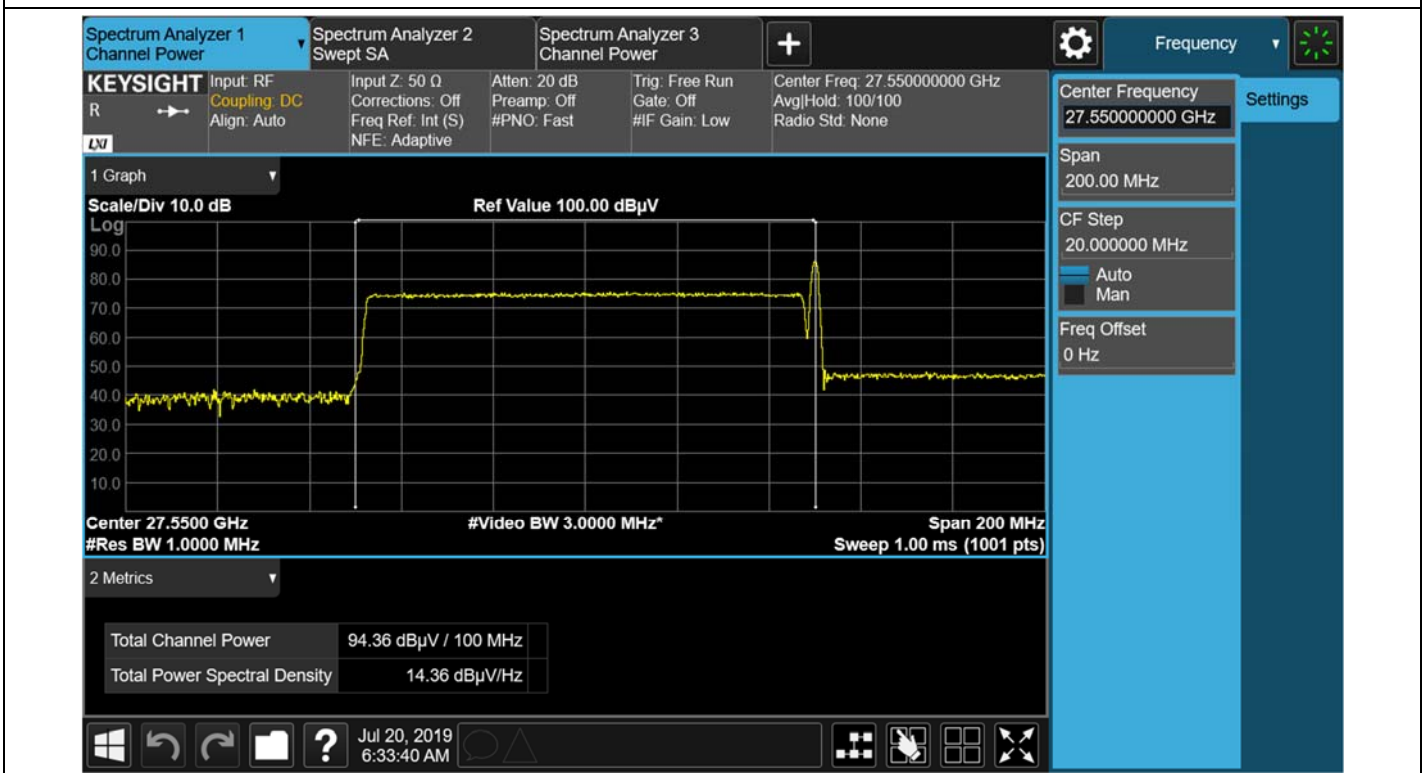 Spectrum Analyzer 1
Channel Power
Spectrum Analyzer 2
Swept SA
Spectrum Analyzer 3
Channel Power
Frequency
KEYSIGHT
R
LXI
Input: RF
Coupling: DC
Align: Auto
Input Z: 50 Ω
Corrections: Off
Freq Ref: Int (S)
NFE: Adaptive
Atten: 20 dB
Preamp: Off
#PNO: Fast
Trig: Free Run
Gate: Off
#IF Gain: Low
Center Freq: 27.550000000 GHz
Avg|Hold: 100/100
Radio Std: None
Center Frequency
27.550000000 GHz
Settings
Span
200.00 MHz
CF Step
20.000000 MHz
Auto
Man
Freq Offset
0 Hz
1 Graph
Scale/Div 10.0 dB
Ref Value 100.00 dBµV
Log
90.0
80.0
70.0
60.0
50.0
40.0
30.0
20.0
10.0
Center 27.5500 GHz
#Video BW 3.0000 MHz*
Span 200 MHz
#Res BW 1.0000 MHz
Sweep 1.00 ms (1001 pts)
2 Metrics
Total Channel Power 94.36 dBµV / 100 MHz
Total Power Spectral Density 14.36 dBµV/Hz
?
Jul 20, 2019
6:33:40 AM